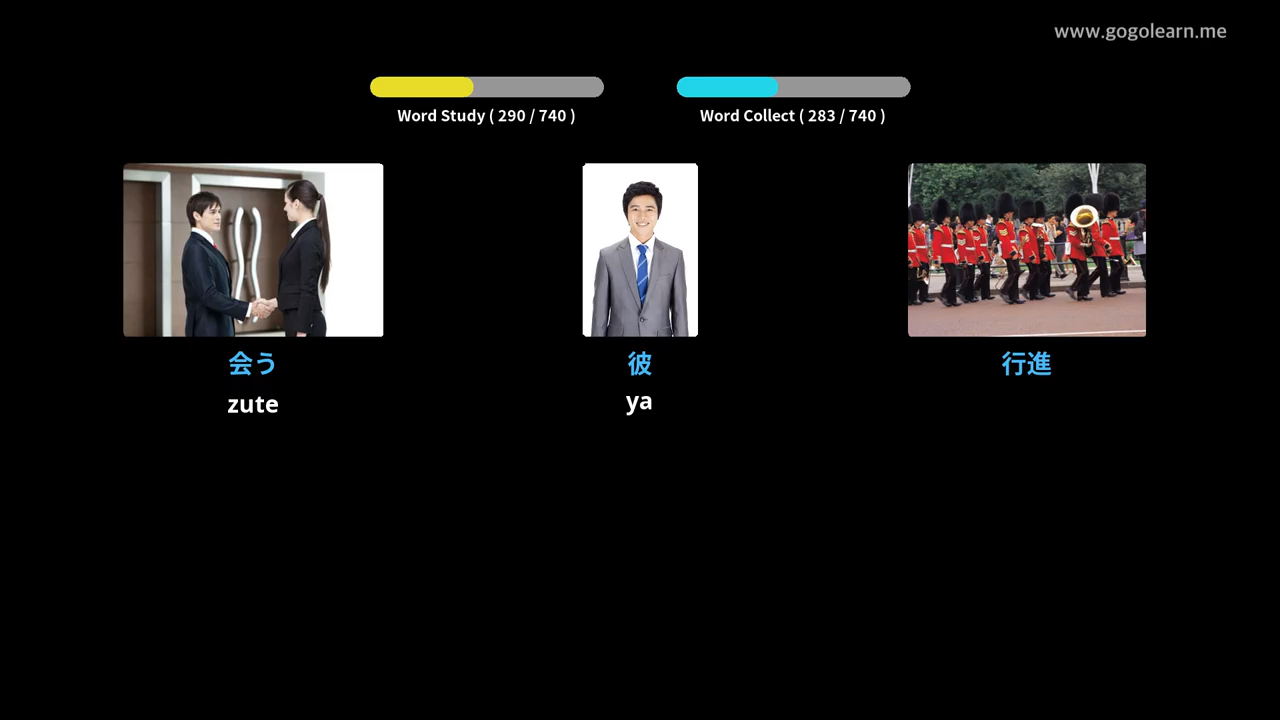 www.gogolearn.me
Word Study ( 290 / 740 )
Word Collect ( 283 / 740 )
会う
彼
行進
zute
ya